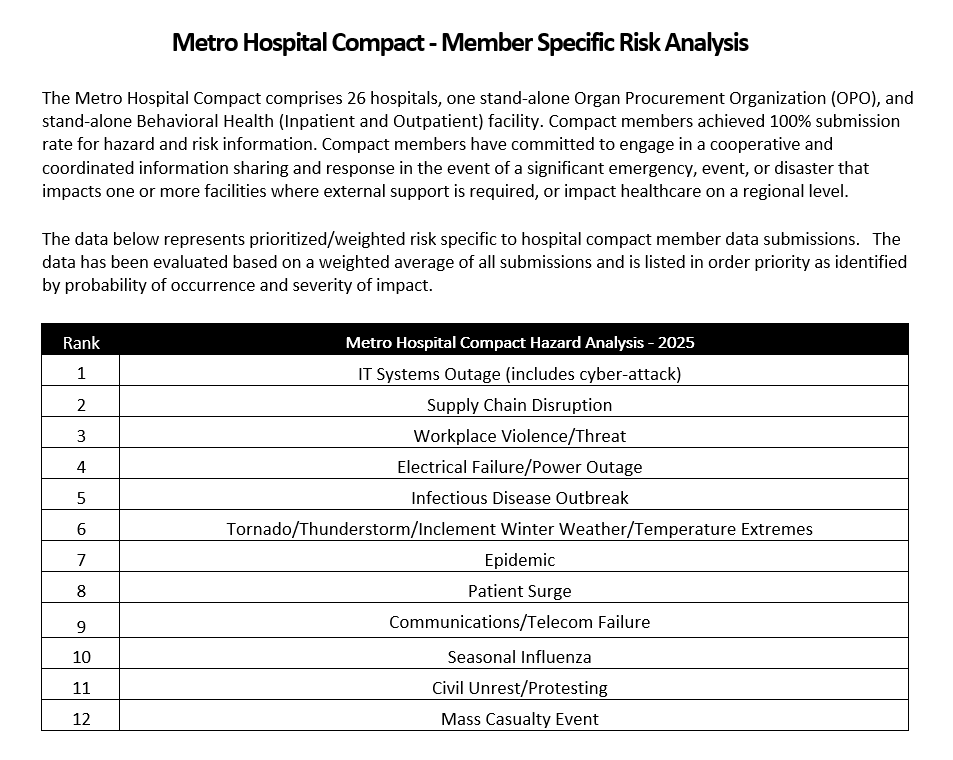 Metro Hospital Compact - Member Specific Risk Analysis
The Metro Hospital Compact comprises 26 hospitals, one stand-alone Organ Procurement Organization (OPO), and
stand-alone Behavioral Health (Inpatient and Outpatient) facility. Compact members achieved 100% submission
rate for hazard and risk information. Compact members have committed to engage in a cooperative and
coordinated information sharing and response in the event of a significant emergency, event, or disaster that
impacts one or more facilities where external support is required, or impact healthcare on a regional level.
The data below represents prioritized/weighted risk specific to hospital compact member data submissions. The
data has been evaluated based on a weighted average of all submissions and is listed in order priority as identified
by probability of occurrence and severity of impact.
Rank Metro Hospital Compact Hazard Analysis - 2025
1 IT Systems Outage (includes cyber-attack)
2 Supply Chain Disruption
3 Workplace Violence/Threat
4 Electrical Failure/Power Outage
5 Infectious Disease Outbreak
6 Tornado/Thunderstorm/Inclement Winter Weather/Temperature Extremes
7 Epidemic
8 Patient Surge
9 Communications/Telecom Failure
10 Seasonal Influenza
11 Civil Unrest/Protesting
12 Mass Casualty Event